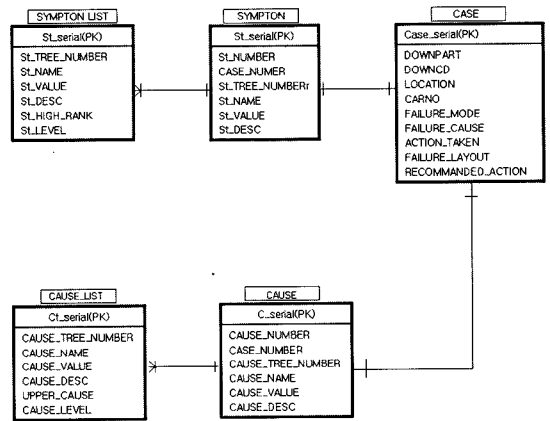 SYMPTON LIST
St_serial(PK)
St_TREE_NUMBER
St_NAME
St_VALUE
St_DESC
St_HIGH_RANK
St_LEVEL
SYMPTON
St_serial(PK)
St_NUMBER
CASE_NUMER
St_TREE_NUMBERr
St_NAME
St_VALUE
St_DESC
CASE
Case_serial(PK)
DOWNPART
DOWNCD
LOCATION
CARNO
FAILURE_MODE
FAILURE_CAUSE
ACTION_TAKEN
FAILURE_LAYOUT
RECOMMANDED_ACTION
CAUSE_LIST
Ct_serial(PK)
CAUSE_TREE_NUMBER
CAUSE_NAME
CAUSE_VALUE
CAUSE_DESC
UPPER_CAUSE
CAUSE_LEVEL
CAUSE
C_serial(PK)
CAUSE_NUMBER
CASE_NUMBER
CAUSE_TREE_NUMBER
CAUSE_NAME
CAUSE_VALUE
CAUSE_DESC